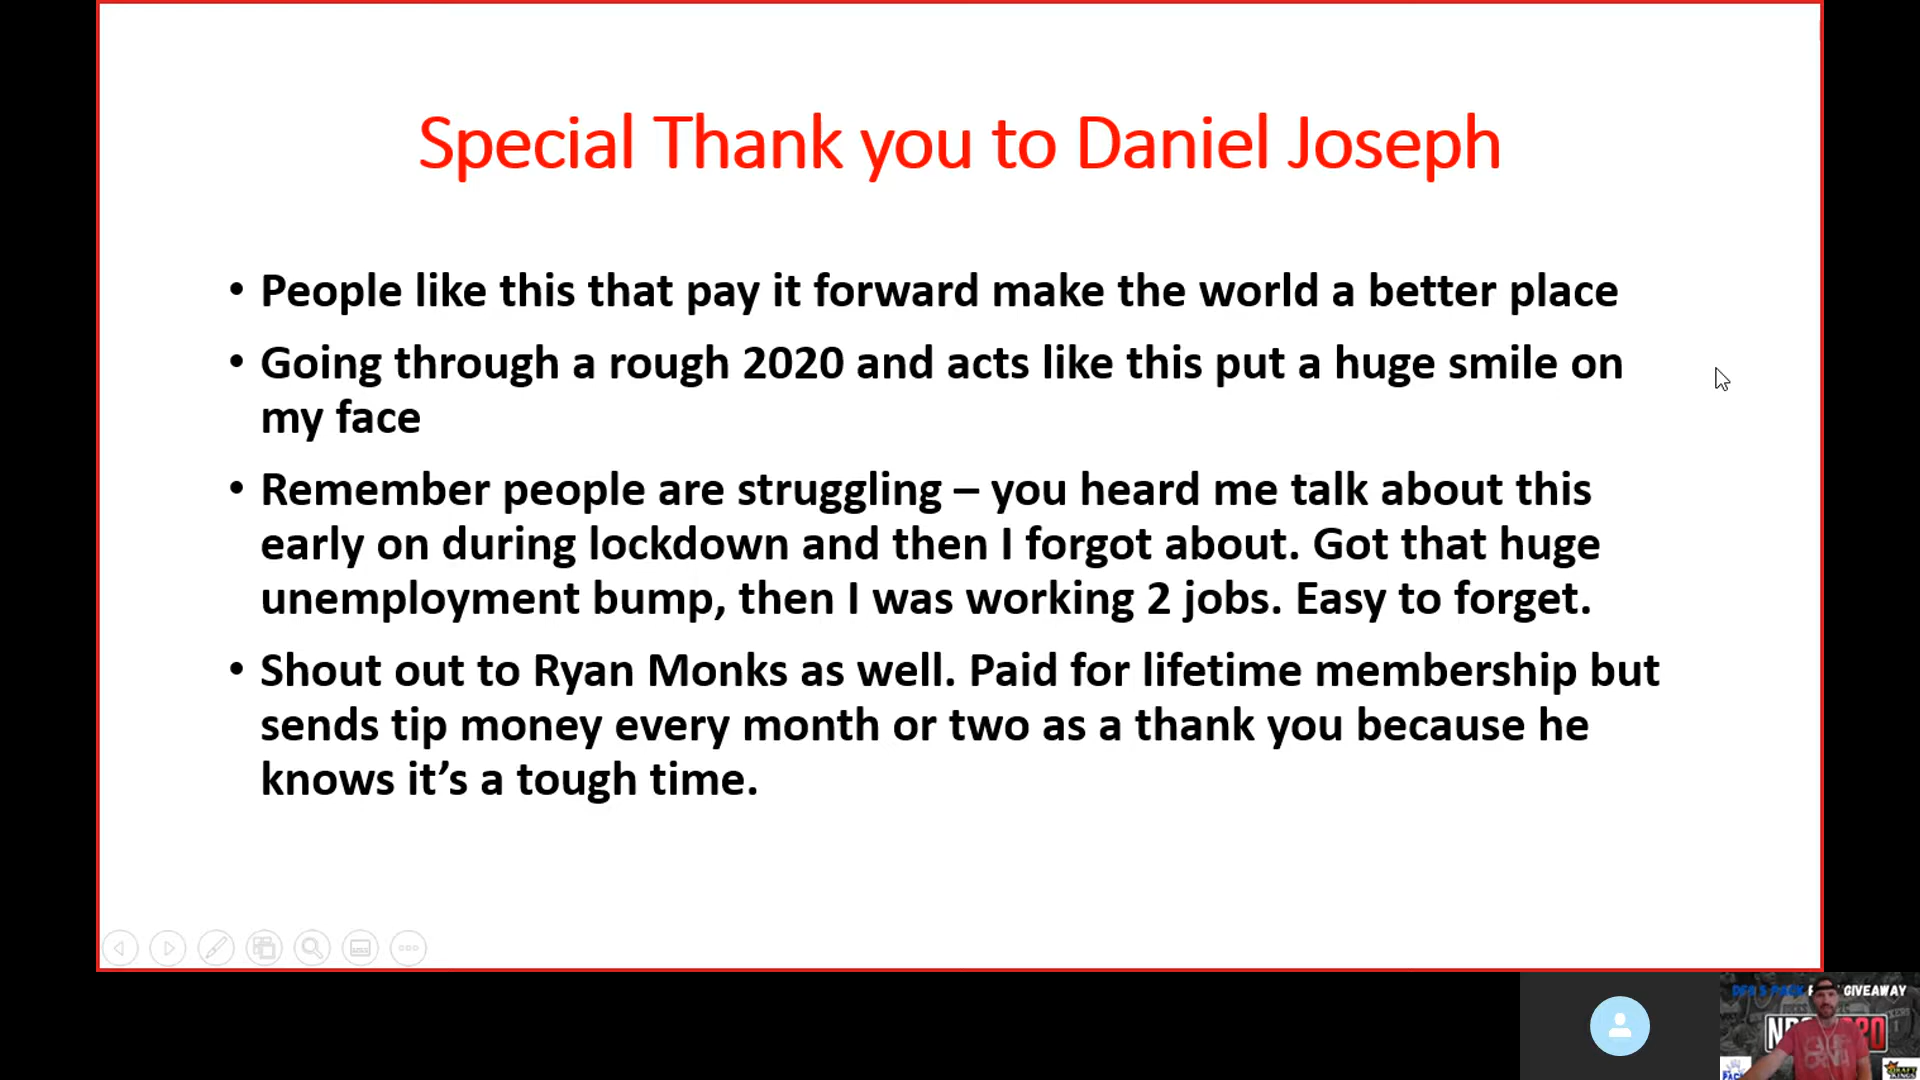 Special Thank you to Daniel Joseph
• People like this that pay it forward make the world a better place
• Going through a rough 2020 and acts like this put a huge smile on
my face
• Remember people are struggling – you heard me talk about this
early on during lockdown and then I forgot about. Got that huge
unemployment bump, then I was working 2 jobs. Easy to forget.
• Shout out to Ryan Monks as well. Paid for lifetime membership but
sends tip money every month or two as a thank you because he
knows it’s a tough time.
GIVEAWAY